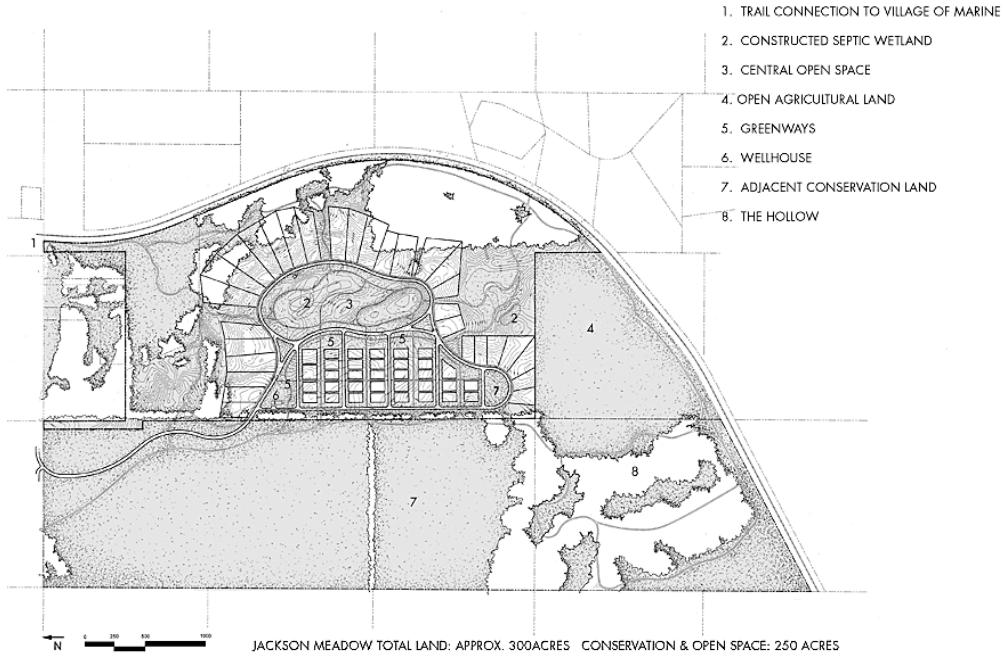 1. TRAIL CONNECTION TO VILLAGE OF MARINE
2. CONSTRUCTED SEPTIC WETLAND
3. CENTRAL OPEN SPACE
4. OPEN AGRICULTURAL LAND
5. GREENWAYS
6. WELLHOUSE
7. ADJACENT CONSERVATION LAND
8. THE HOLLOW
1
2 3
2
4
5 5
5
6
7
8
7
N
0 250 500 1000
JACKSON MEADOW TOTAL LAND: APPROX. 300ACRES CONSERVATION & OPEN SPACE: 250 ACRES